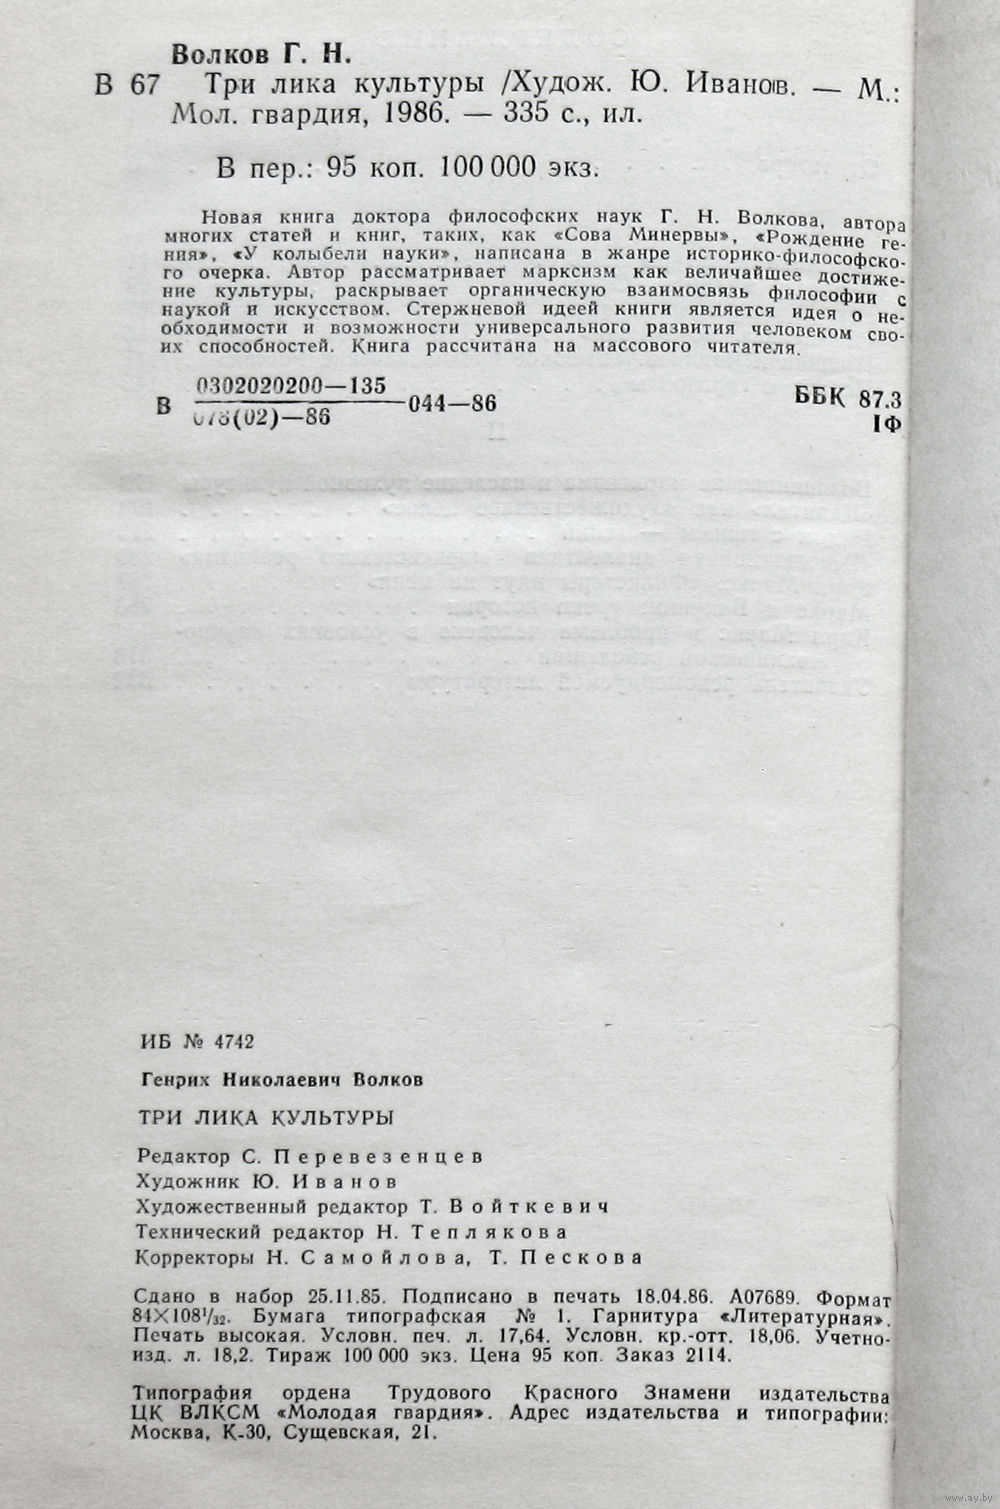 Волков Г. Н.
В 67 Три лика культуры /Худож. Ю. Иванов. — М.:
Мол. гвардия, 1986. — 335 с., ил.
В пер.: 95 коп. 100 000 экз.
Новая книга доктора философских наук Г. Н. Волкова, автора
многих статей и книг, таких, как «Сова Минервы», «Рождение ге-
ния», «У колыбели науки», написана в жанре историко-философско-
го очерка. Автор рассматривает марксизм как величайшее достиже-
ние культуры, раскрывает органическую взаимосвязь философии с
наукой и искусством. Стержневой идеей книги является идея о не-
обходимости и возможности универсального развития человеком сво-
их способностей. Книга рассчитана на массового читателя.
0302020200—135
В 078(02)—86 044—86
ББК 87.3
1Ф
ИБ № 4742
Генрих Николаевич Волков
ТРИ ЛИКА КУЛЬТУРЫ
Редактор С. Перевезенцев
Художник Ю. Иванов
Художественный редактор Т. Войткевич
Технический редактор Н. Теплякова
Корректоры Н. Самойлова, Т. Пескова
Сдано в набор 25.11.85. Подписано в печать 18.04.86. А07689. Формат
84×108¹/₃₂. Бумага типографская № 1. Гарнитура «Литературная».
Печать высокая. Условн. печ. л. 17,64. Условн. кр.-отт. 18,06. Учетно-
изд. л. 18,2. Тираж 100 000 экз. Цена 95 коп. Заказ 2114.
Типография ордена Трудового Красного Знамени издательства
ЦК ВЛКСМ «Молодая гвардия». Адрес издательства и типографии:
Москва, К-30, Сущевская, 21.
www.ay.by